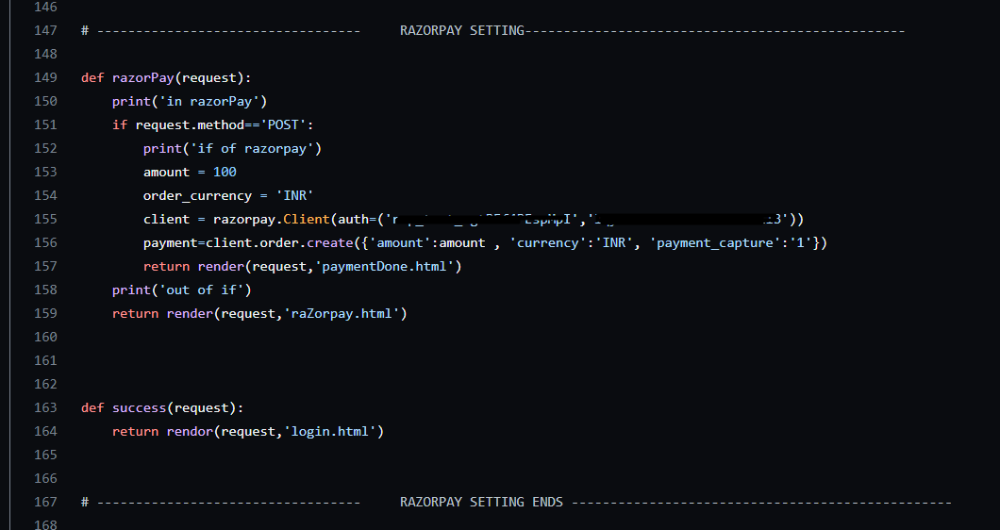 146
147 # ---------------------------------- RAZORPAY SETTING-------------------------------------------------
148
149 def razorPay(request):
150 print('in razorPay')
151 if request.method=='POST':
152 print('if of razorpay')
153 amount = 100
154 order_currency = 'INR'
155 client = razorpay.Client(auth=('
156 payment=client.order.create({'amount':amount , 'currency':'INR', 'payment_capture':'1'})
157 return render(request,'paymentDone.html')
158 print('out of if')
159 return render(request,'raZorpay.html')
160
161
162
163 def success(request):
164 return rendor(request,'login.html')
165
166
167 # ---------------------------------- RAZORPAY SETTING ENDS -------------------------------------------------
168